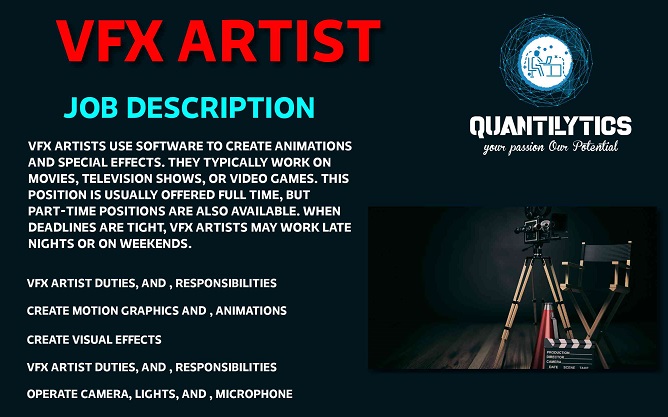 VFX ARTIST
QUANTILYTICS
your passion Our Potential
JOB DESCRIPTION
VFX ARTISTS USE SOFTWARE TO CREATE ANIMATIONS
AND SPECIAL EFFECTS. THEY TYPICALLY WORK ON
MOVIES, TELEVISION SHOWS, OR VIDEO GAMES. THIS
POSITION IS USUALLY OFFERED FULL TIME, BUT
PART-TIME POSITIONS ARE ALSO AVAILABLE. WHEN
DEADLINES ARE TIGHT, VFX ARTISTS MAY WORK LATE
NIGHTS OR ON WEEKENDS.
VFX ARTIST DUTIES, AND , RESPONSIBILITIES
CREATE MOTION GRAPHICS AND , ANIMATIONS
CREATE VISUAL EFFECTS
VFX ARTIST DUTIES, AND , RESPONSIBILITIES
OPERATE CAMERA, LIGHTS, AND , MICROPHONE
PRODUCTION
DIRECTOR
CAMERA
DATE SCENE TAKE